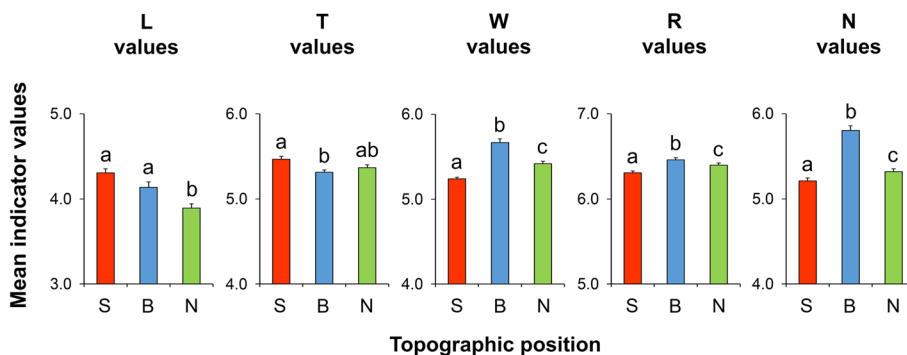 L values
T values
W values
R values
N values
Mean indicator values
5.0
4.0
3.0
a
a
b
S B N
6.0
5.0
4.0
a
b
ab
S B N
6.0
5.0
4.0
a
b
c
S B N
7.0
6.0
5.0
a
b
c
S B N
6.0
5.0
4.0
a
b
c
S B N
Topographic position